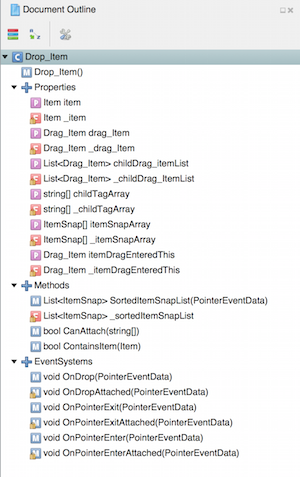 Document Outline
Drop_Item
Drop_Item()
Properties
Item item
Item _item
Drag_Item drag_Item
Drag_Item _drag_Item
List<Drag_Item> childDrag_itemList
List<Drag_Item> _childDrag_ItemList
string[] childTagArray
string[] _childTagArray
ItemSnap[] itemSnapArray
ItemSnap[] _itemSnapArray
Drag_Item itemDragEnteredThis
Drag_Item _itemDragEnteredThis
Methods
List<ItemSnap> SortedItemSnapList(PointerEventData)
List<ItemSnap> _sortedItemSnapList
bool CanAttach(string[])
bool ContainsItem(Item)
EventSystems
void OnDrop(PointerEventData)
void OnDropAttached(PointerEventData)
void OnPointerExit(PointerEventData)
void OnPointerExitAttached(PointerEventData)
void OnPointerEnter(PointerEventData)
void OnPointerEnterAttached(PointerEventData)